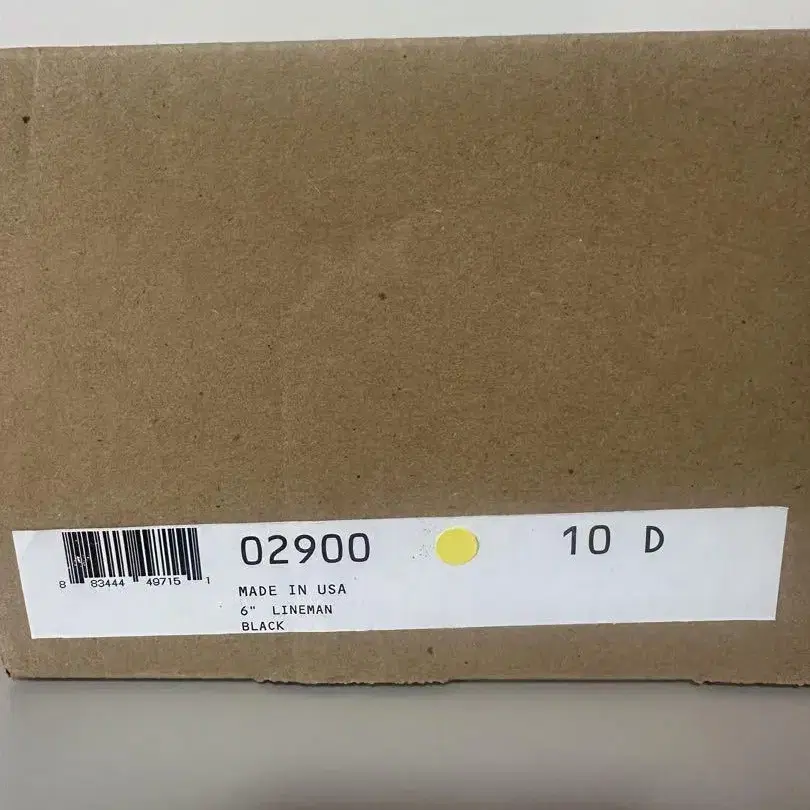 02900 10 D
8 83444 49715 1
MADE IN USA
6" LINEMAN
BLACK